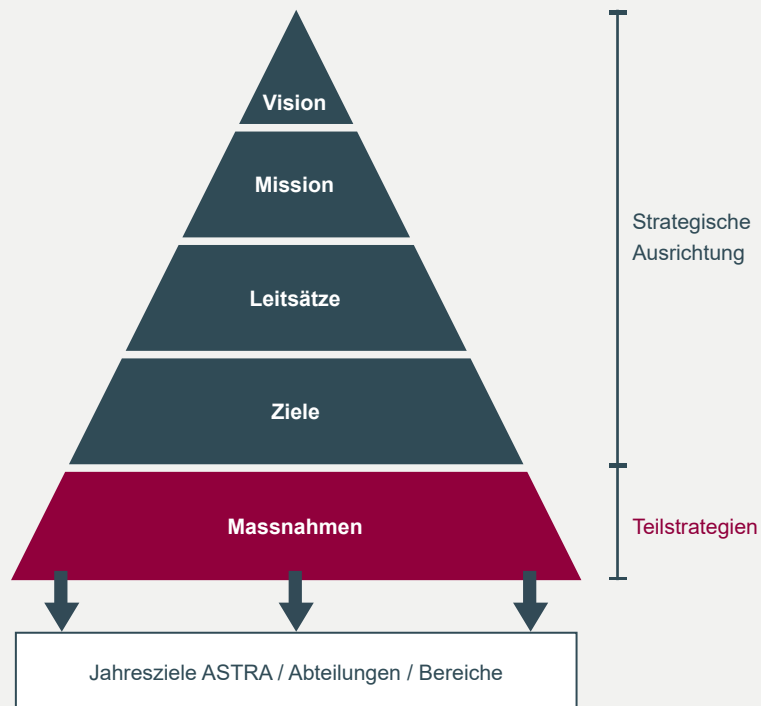 Vision
Mission
Strategische
Ausrichtung
Leitsätze
Ziele
Massnahmen
Teilstrategien
Jahresziele ASTRA / Abteilungen / Bereiche